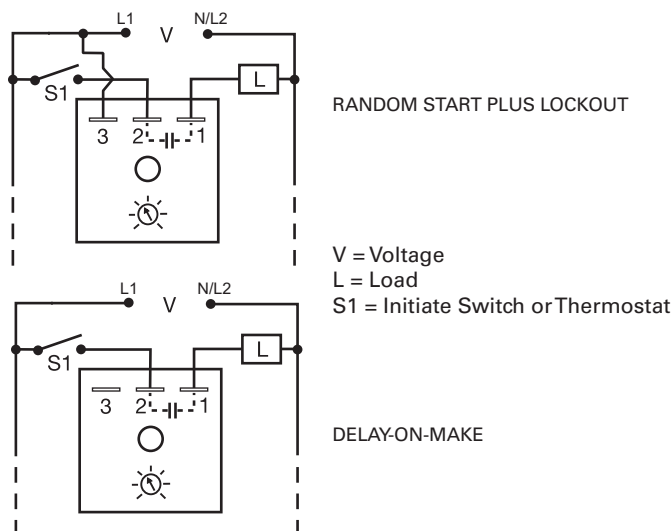 L1 V N/L2
S1 L
3 2 1
RANDOM START PLUS LOCKOUT
V = Voltage
L = Load
S1 = Initiate Switch or Thermostat
L1 V N/L2
S1 L
3 2 1
DELAY-ON-MAKE